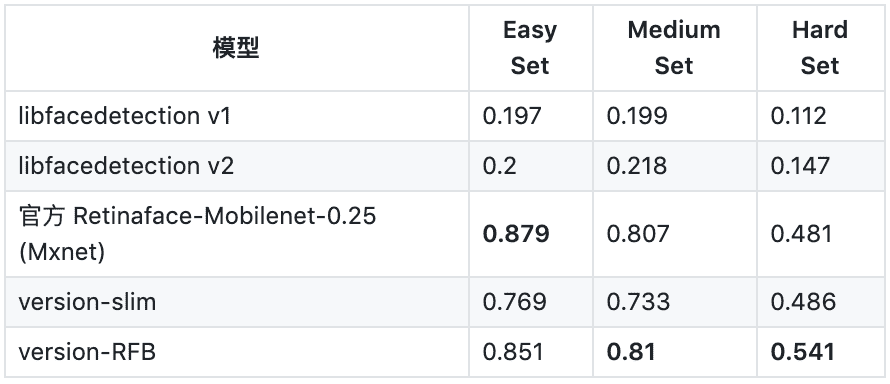 模型 Easy Set Medium Set Hard Set
libfacedetection v1 0.197 0.199 0.112
libfacedetection v2 0.2 0.218 0.147
官方 Retinaface-Mobilenet-0.25 (Mxnet) 0.879 0.807 0.481
version-slim 0.769 0.733 0.486
version-RFB 0.851 0.81 0.541